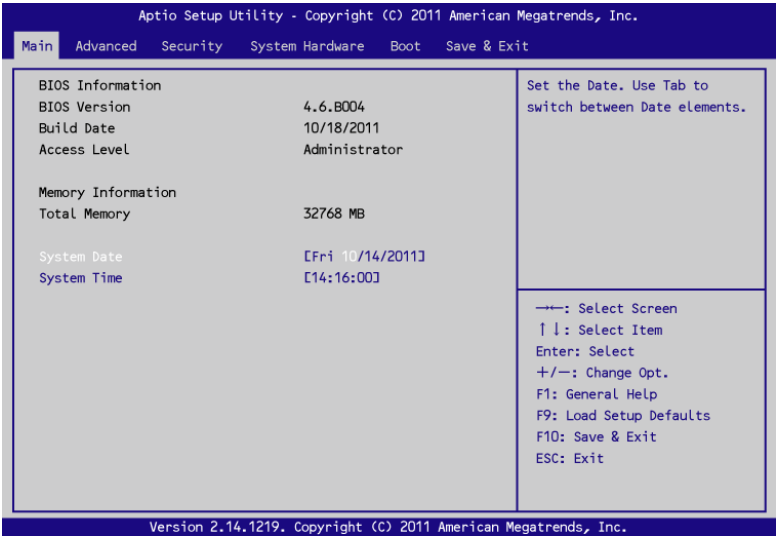 Aptio Setup Utility - Copyright (C) 2011 American Megatrends, Inc.
Main Advanced Security System Hardware Boot Save & Exit
BIOS Information
BIOS Version 4.6.B004
Build Date 10/18/2011
Access Level Administrator
Memory Information
Total Memory 32768 MB
System Date [Fri 10/14/2011]
System Time [14:16:00]
Set the Date. Use Tab to
switch between Date elements.
→←: Select Screen
↑↓: Select Item
Enter: Select
+/-: Change Opt.
F1: General Help
F9: Load Setup Defaults
F10: Save & Exit
ESC: Exit
Version 2.14.1219. Copyright (C) 2011 American Megatrends, Inc.